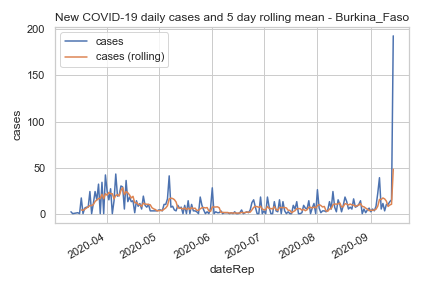 New COVID-19 daily cases and 5 day rolling mean - Burkina_Faso
cases
cases (rolling)
200
150
100
50
0
cases
2020-04
2020-05
2020-06
2020-07
2020-08
2020-09
dateRep